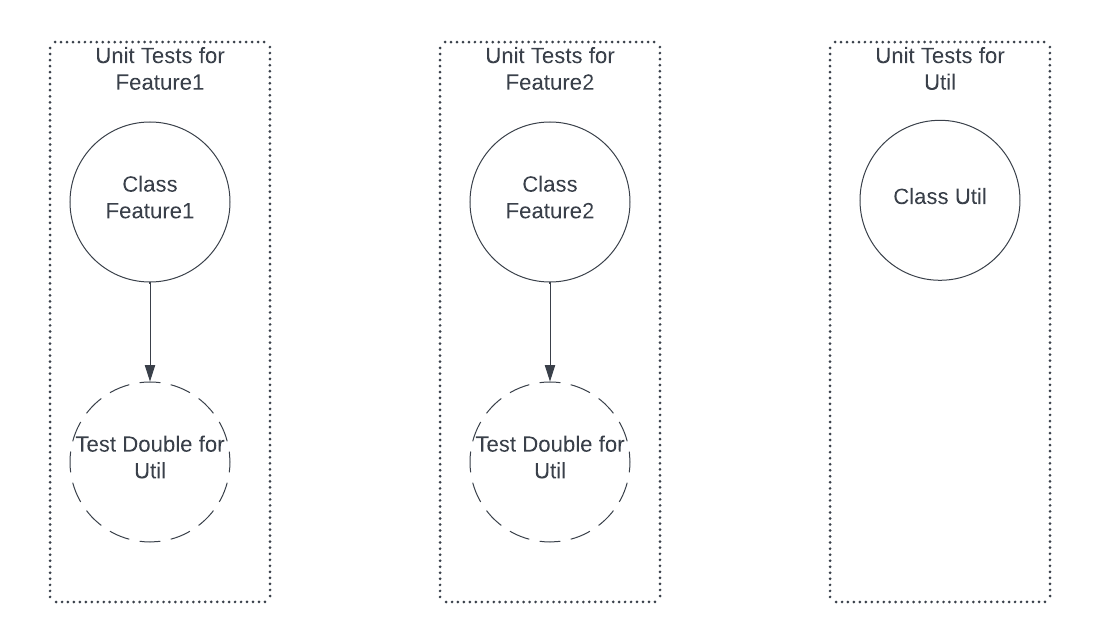 Unit Tests for
Feature1
Class
Feature1
Test Double for
Util
Unit Tests for
Feature2
Class
Feature2
Test Double for
Util
Unit Tests for
Util
Class Util